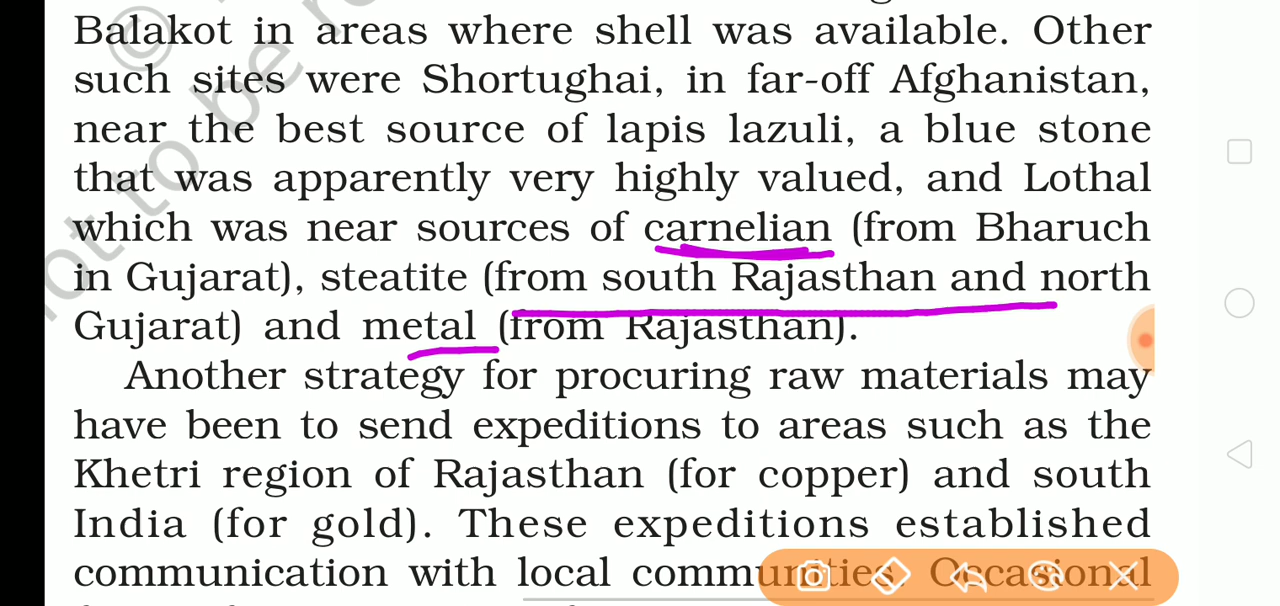 Balakot in areas where shell was available. Other
such sites were Shortughai, in far-off Afghanistan,
near the best source of lapis lazuli, a blue stone
that was apparently very highly valued, and Lothal
which was near sources of carnelian (from Bharuch
in Gujarat), steatite (from south Rajasthan and north
Gujarat) and metal (from Rajasthan).
Another strategy for procuring raw materials may
have been to send expeditions to areas such as the
Khetri region of Rajasthan (for copper) and south
India (for gold). These expeditions established
communication with local communities. Occasional
©
not to be re